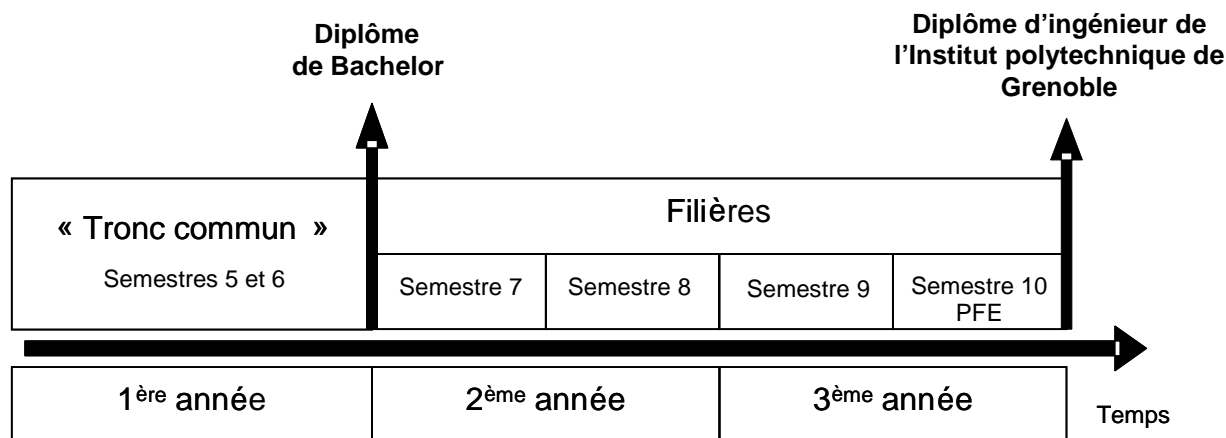 Diplôme
de Bachelor
Diplôme d’ingénieur de
l’Institut polytechnique de
Grenoble
« Tronc commun »
Semestres 5 et 6
Filières
Semestre 7
Semestre 8
Semestre 9
Semestre 10
PFE
1ère année
2ème année
3ème année
Temps